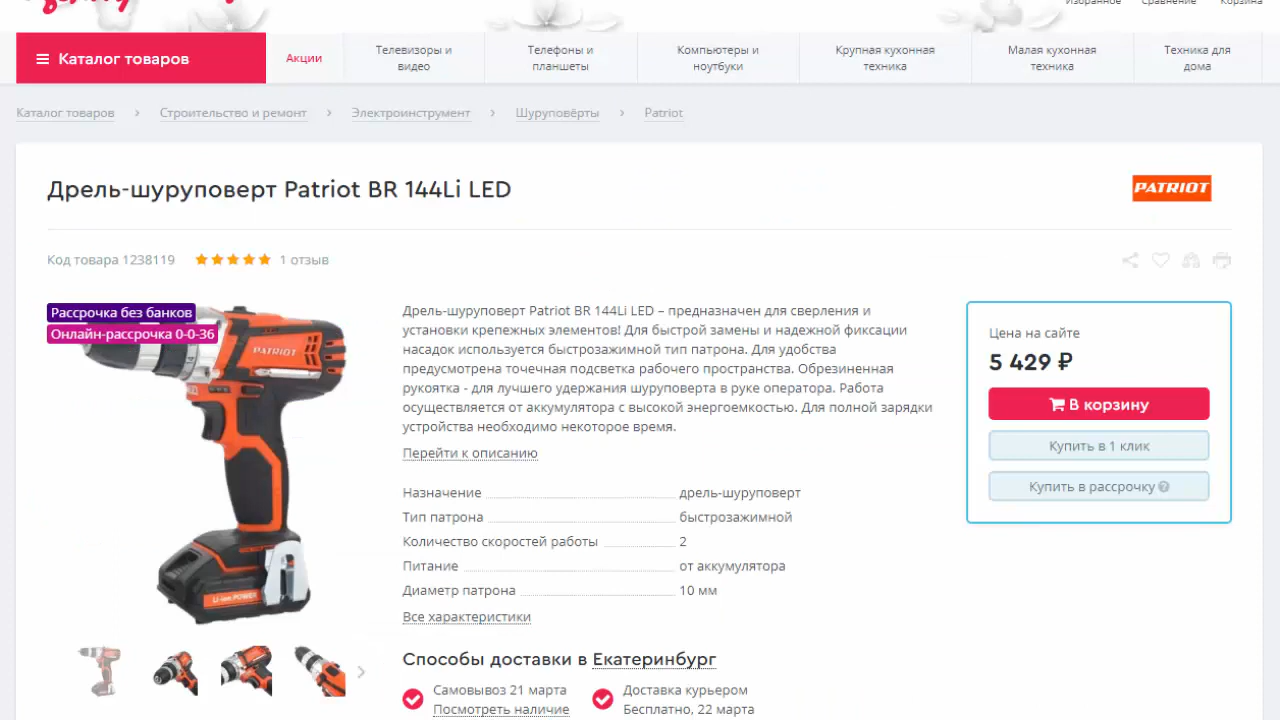 Избранное
Сравнение
Корзина
Каталог товаров
Акции
Телевизоры и
видео
Телефоны и
планшеты
Компьютеры и
ноутбуки
Крупная кухонная
техника
Малая кухонная
техника
Техника для
дома
Каталог товаров › Строительство и ремонт › Электроинструмент › Шуруповёрты › Patriot
Дрель-шуруповерт Patriot BR 144Li LED
PATRIOT
Код товара 1238119
1 отзыв
Рассрочка без банков
Онлайн-рассрочка 0-0-36
PATRIOT
Li-ion POWER
Дрель-шуруповерт Patriot BR 144Li LED – предназначен для сверления и
установки крепежных элементов! Для быстрой замены и надежной фиксации
насадок используется быстрозажимной тип патрона. Для удобства
предусмотрена точечная подсветка рабочего пространства. Обрезиненная
рукоятка - для лучшего удержания шуруповерта в руке оператора. Работа
осуществляется от аккумулятора с высокой энергоемкостью. Для полной зарядки
устройства необходимо некоторое время.
Перейти к описанию
Назначение дрель-шуруповерт
Тип патрона быстрозажимной
Количество скоростей работы 2
Питание от аккумулятора
Диаметр патрона 10 мм
Все характеристики
Цена на сайте
5 429 ₽
В корзину
Купить в 1 клик
Купить в рассрочку ?
Способы доставки в Екатеринбург
Самовывоз 21 марта
Посмотреть наличие
Доставка курьером
Бесплатно, 22 марта